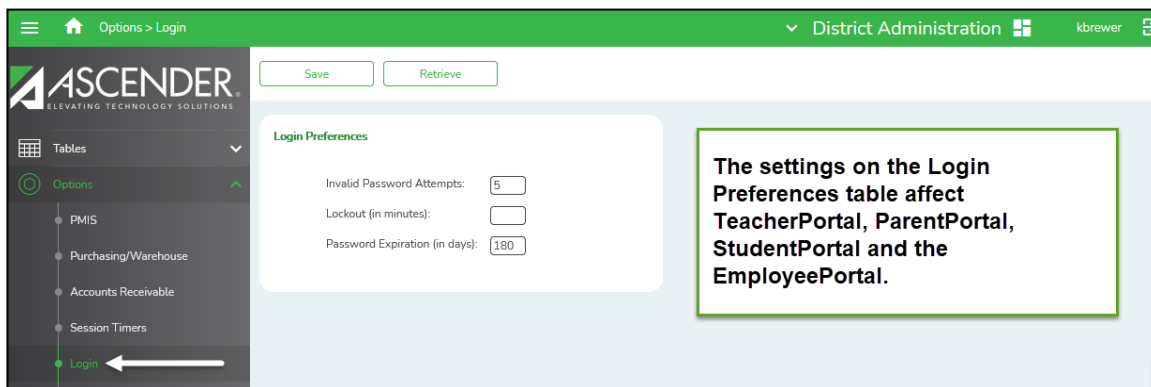 Options > Login
District Administration
kbrewer
ASCENDER®
ELEVATING TECHNOLOGY SOLUTIONS
Save
Retrieve
Tables
Options
PMIS
Purchasing/Warehouse
Accounts Receivable
Session Timers
Login
Login Preferences
Invalid Password Attempts: 5
Lockout (in minutes):
Password Expiration (in days): 180
The settings on the Login
Preferences table affect
TeacherPortal, ParentPortal,
StudentPortal and the
EmployeePortal.